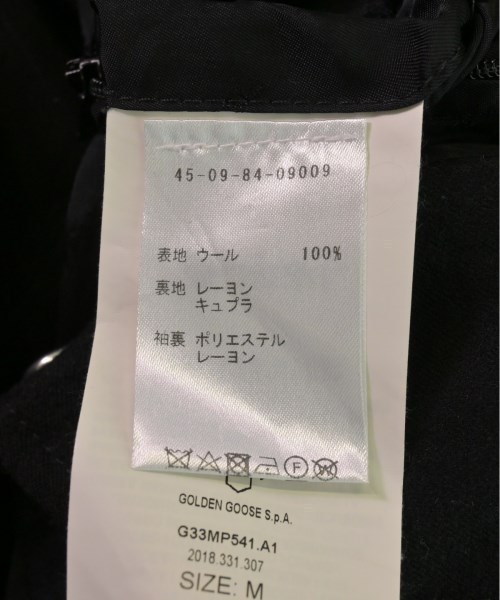 45-09-84-09009
表地 ウール 100%
裏地 レーヨン
キュプラ
袖裏 ポリエステル
レーヨン
GOLDEN GOOSE S.p.A.
G33MP541.A1
2018.331.307
SIZE: M